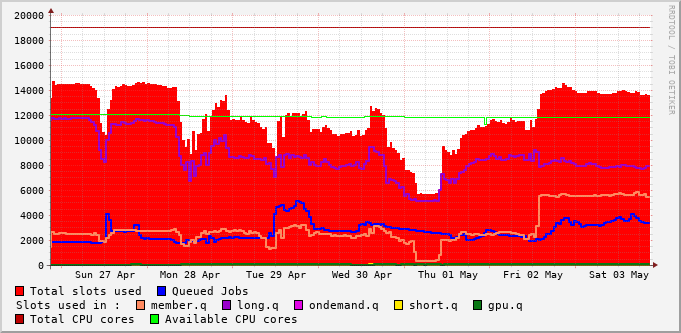 20000
18000
16000
14000
12000
10000
8000
6000
4000
2000
0
Sun 27 Apr Mon 28 Apr Tue 29 Apr Wed 30 Apr Thu 01 May Fri 02 May Sat 03 May
Total slots used Queued Jobs
Slots used in : member.q long.q ondemand.q short.q gpu.q
Total CPU cores Available CPU cores
RRDTOOL / TOBI OETIKER